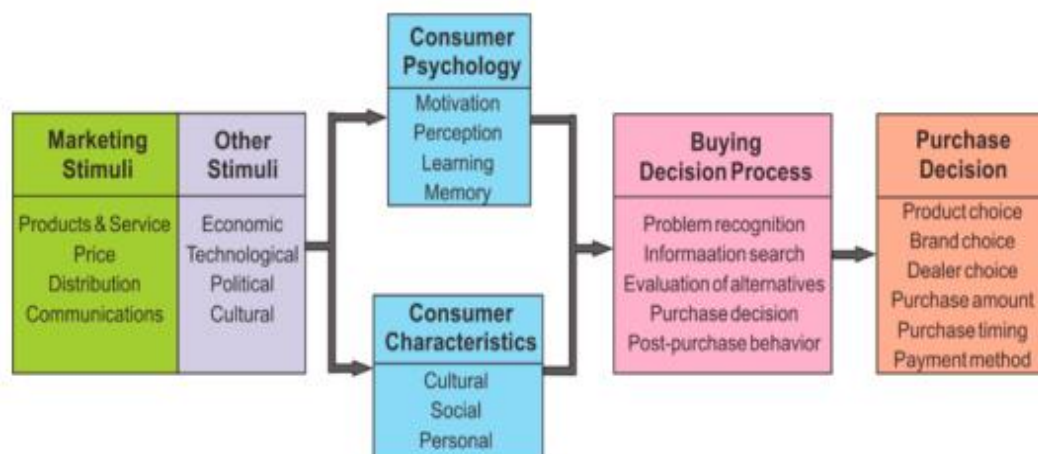 Marketing
Stimuli
Products & Service
Price
Distribution
Communications
Other
Stimuli
Economic
Technological
Political
Cultural
Consumer
Psychology
Motivation
Perception
Learning
Memory
Consumer
Characteristics
Cultural
Social
Personal
Buying
Decision Process
Problem recognition
Informaation search
Evaluation of alternatives
Purchase decision
Post-purchase behavior
Purchase
Decision
Product choice
Brand choice
Dealer choice
Purchase amount
Purchase timing
Payment method